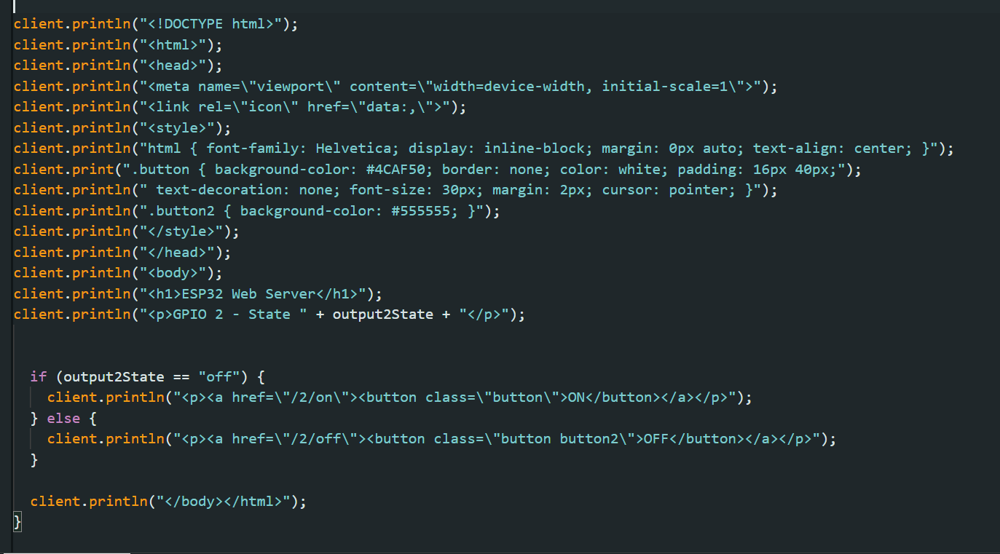 client.println("<!DOCTYPE html>");
client.println("<html>");
client.println("<head>");
client.println("<meta name=\"viewport\" content=\"width=device-width, initial-scale=1\">");
client.println("<link rel=\"icon\" href=\"data:,\">");
client.println("<style>");
client.println("html { font-family: Helvetica; display: inline-block; margin: 0px auto; text-align: center; }");
client.print(".button { background-color: #4CAF50; border: none; color: white; padding: 16px 40px;");
client.println(" text-decoration: none; font-size: 30px; margin: 2px; cursor: pointer; }");
client.println(".button2 { background-color: #555555; }");
client.println("</style>");
client.println("</head>");
client.println("<body>");
client.println("<h1>ESP32 Web Server</h1>");
client.println("<p>GPIO 2 - State " + output2State + "</p>");
  if (output2State == "off") {
    client.println("<p><a href=\"/2/on\"><button class=\"button\">ON</button></a></p>");
  } else {
    client.println("<p><a href=\"/2/off\"><button class=\"button button2\">OFF</button></a></p>");
  }
  client.println("</body></html>");
}